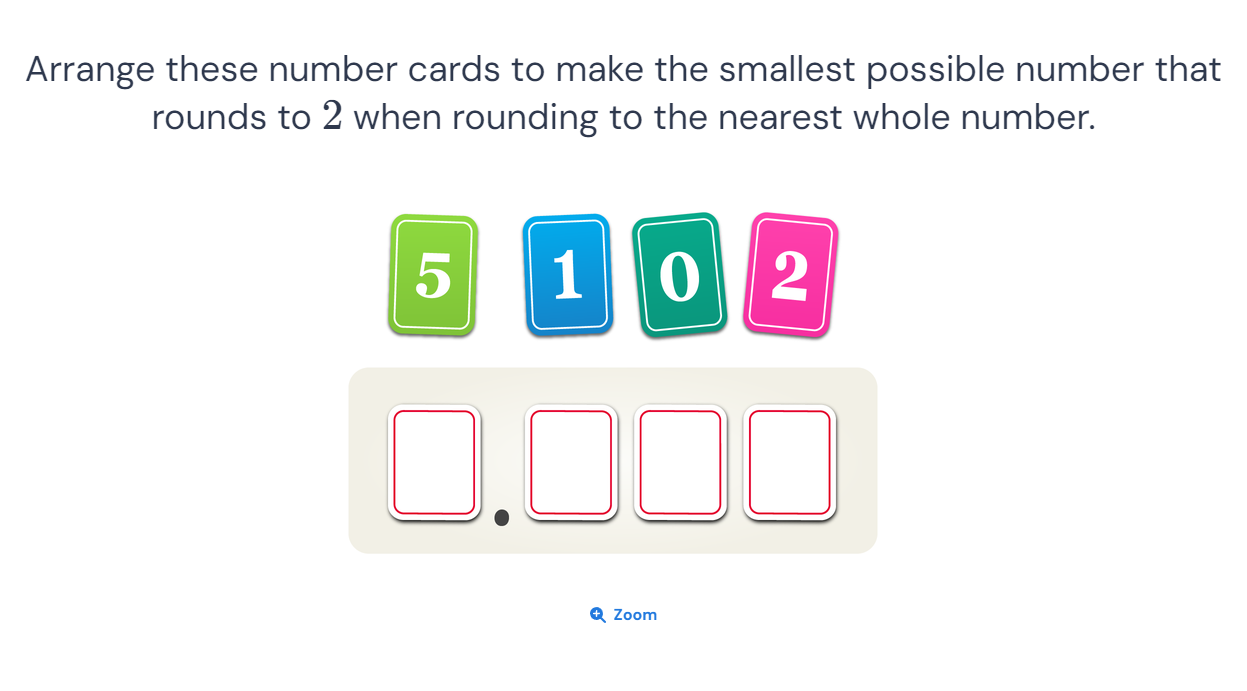 Arrange these number cards to make the smallest possible number that
rounds to 2 when rounding to the nearest whole number.
5 1 0 2
.
Zoom